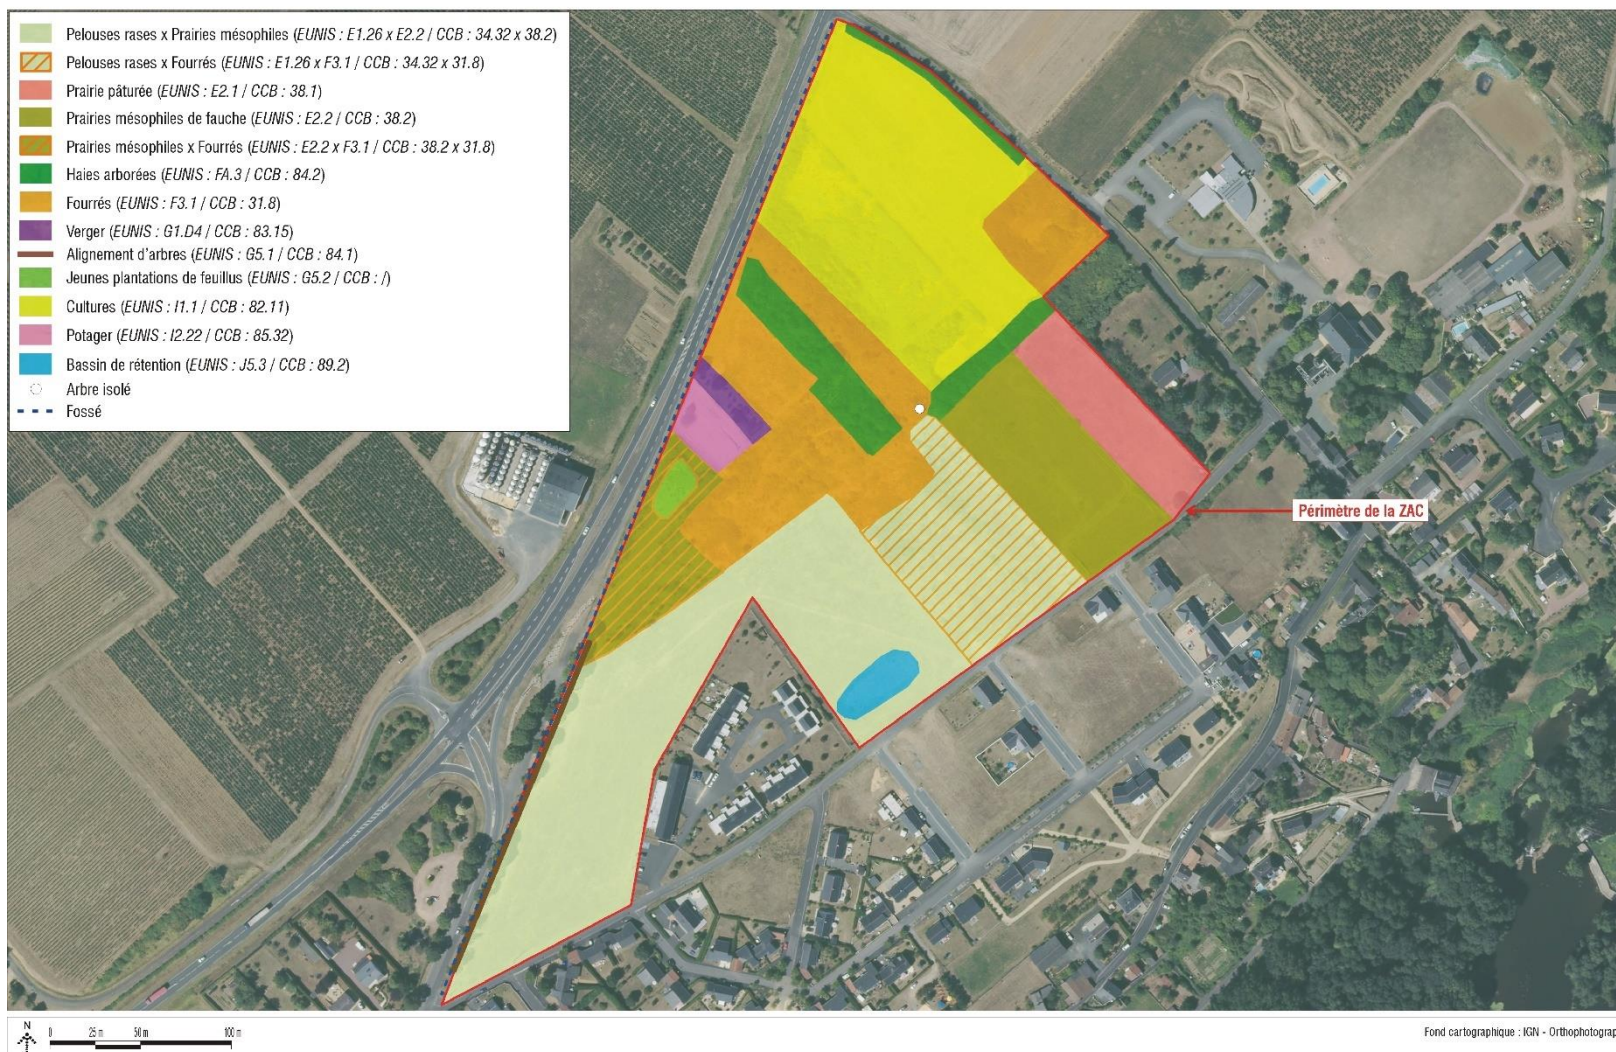 Pelouses rases x Prairies mésophiles (EUNIS : E1.26 x E2.2 / CCB : 34.32 x 38.2)
Pelouses rases x Fourrés (EUNIS : E1.26 x F3.1 / CCB : 34.32 x 31.8)
Prairie pâturée (EUNIS : E2.1 / CCB : 38.1)
Prairies mésophiles de fauche (EUNIS : E2.2 / CCB : 38.2)
Prairies mésophiles x Fourrés (EUNIS : E2.2 x F3.1 / CCB : 38.2 x 31.8)
Haies arborées (EUNIS : FA.3 / CCB : 84.2)
Fourrés (EUNIS : F3.1 / CCB : 31.8)
Verger (EUNIS : G1.D4 / CCB : 83.15)
Alignement d'arbres (EUNIS : G5.1 / CCB : 84.1)
Jeunes plantations de feuillus (EUNIS : G5.2 / CCB : /)
Cultures (EUNIS : I1.1 / CCB : 82.11)
Potager (EUNIS : I2.22 / CCB : 85.32)
Bassin de rétention (EUNIS : J5.3 / CCB : 89.2)
Arbre isolé
Fossé
Périmètre de la ZAC
N
0 25 m 50 m 100 m
Fond cartographique : IGN - Orthophotograp